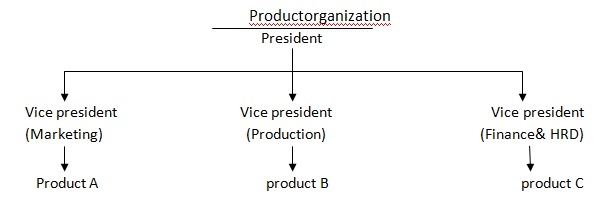 Productorganization
President
Vice president Vice president Vice president
(Marketing) (Production) (Finance& HRD)
Product A product B product C